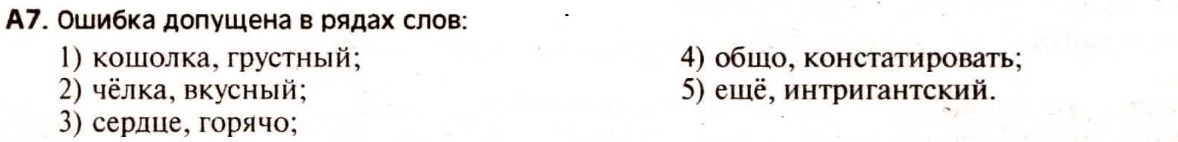 А7. Ошибка допущена в рядах слов:
1) кошолка, грустный;
2) чёлка, вкусный;
3) сердце, горячо;
4) общо, констатировать;
5) ещё, интригантский.